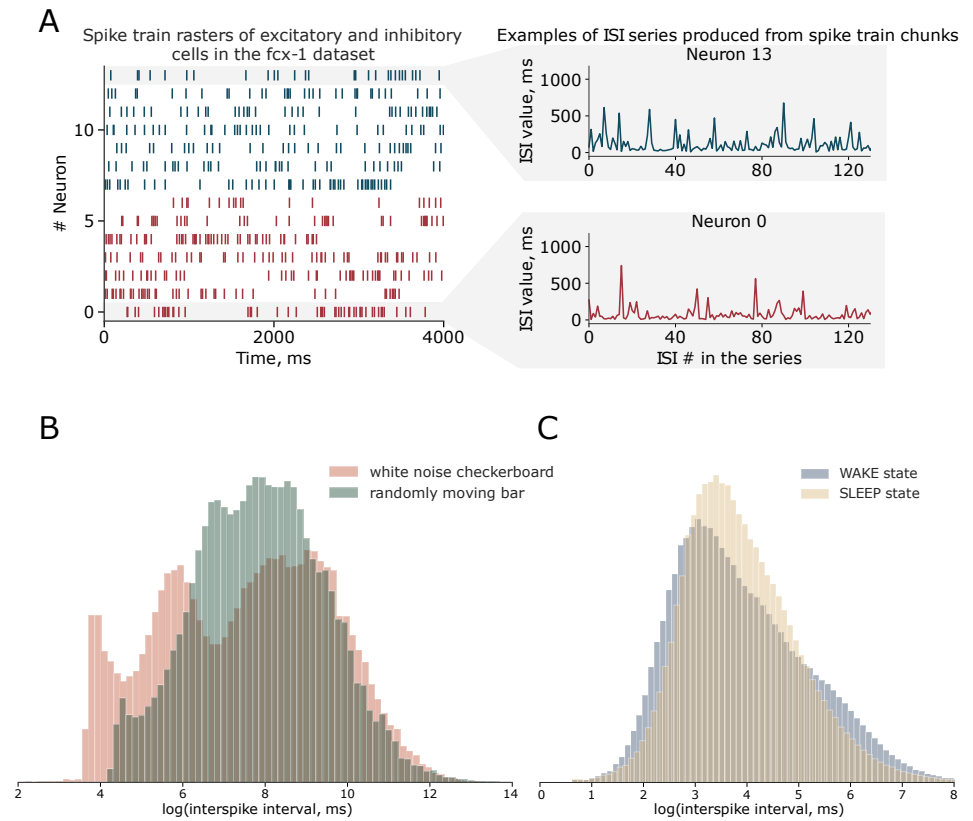 A
Spike train rasters of excitatory and inhibitory
cells in the fcx-1 dataset
# Neuron
10
5
0
0
2000
4000
Time, ms
Examples of ISI series produced from spike train chunks
Neuron 13
ISI value, ms
1000
500
0
0
40
80
120
Neuron 0
ISI value, ms
1000
500
0
0
40
80
120
ISI # in the series
B
white noise checkerboard
randomly moving bar
2
4
6
8
10
12
14
log(interspike interval, ms)
C
WAKE state
SLEEP state
0
1
2
3
4
5
6
7
8
log(interspike interval, ms)